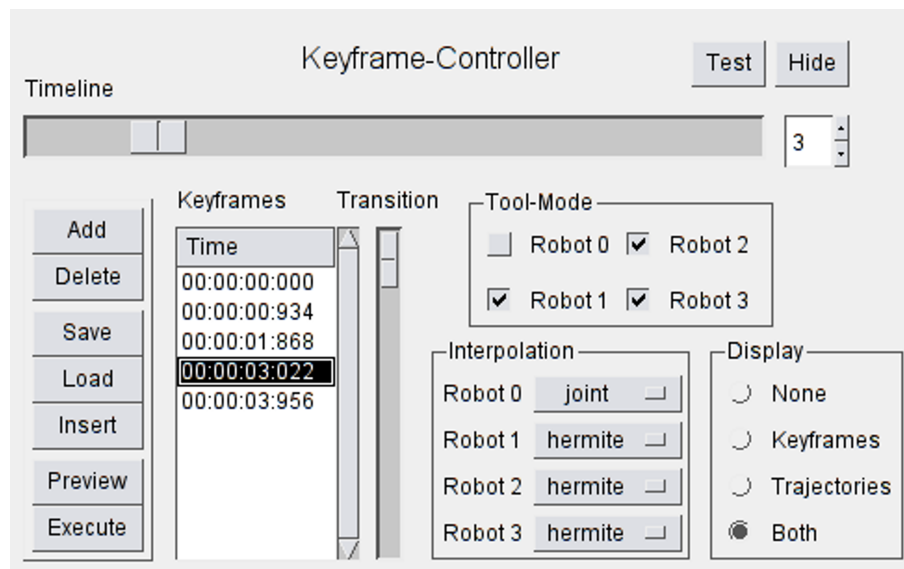 Keyframe-Controller
Test
Hide
Timeline
3
Add
Delete
Save
Load
Insert
Preview
Execute
Keyframes
Time
00:00:00:000
00:00:00:934
00:00:01:868
00:00:03:022
00:00:03:956
Transition
Tool-Mode
Robot 0
Robot 2
Robot 1
Robot 3
Interpolation
Robot 0 joint
Robot 1 hermite
Robot 2 hermite
Robot 3 hermite
Display
None
Keyframes
Trajectories
Both